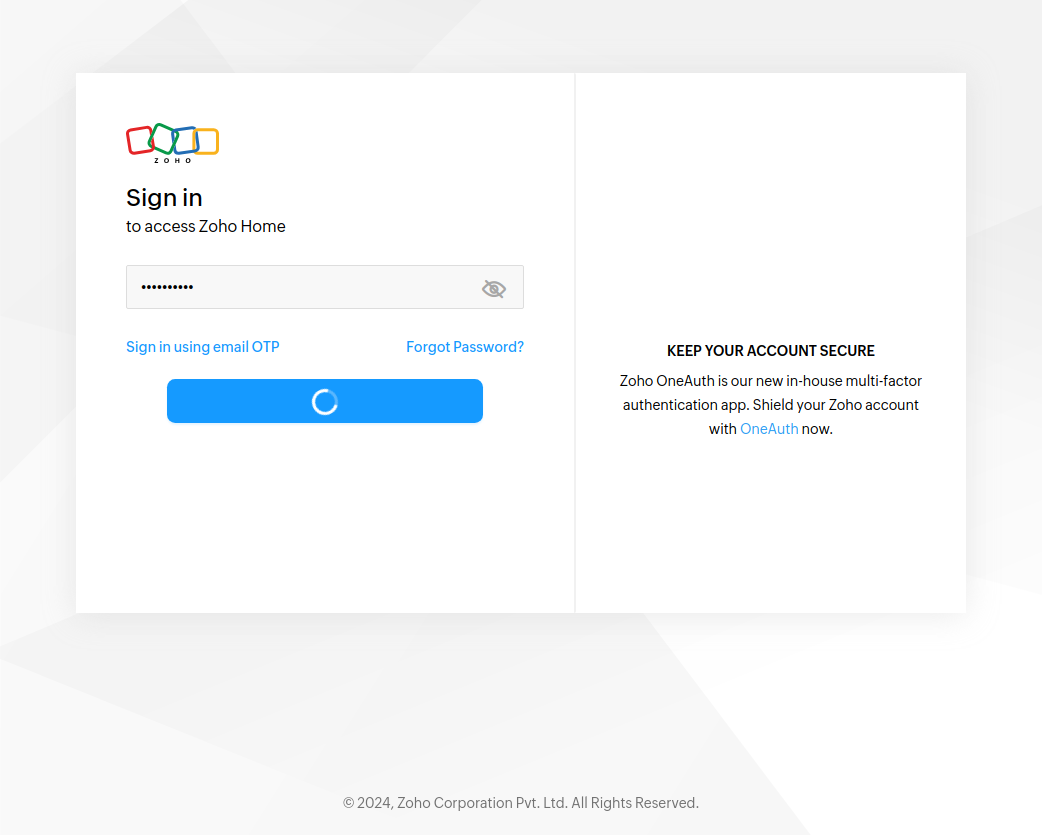 ZOHO
Sign in
to access Zoho Home
••••••••••
Sign in using email OTP
Forgot Password?
KEEP YOUR ACCOUNT SECURE
Zoho OneAuth is our new in-house multi-factor
authentication app. Shield your Zoho account
with OneAuth now.
© 2024, Zoho Corporation Pvt. Ltd. All Rights Reserved.